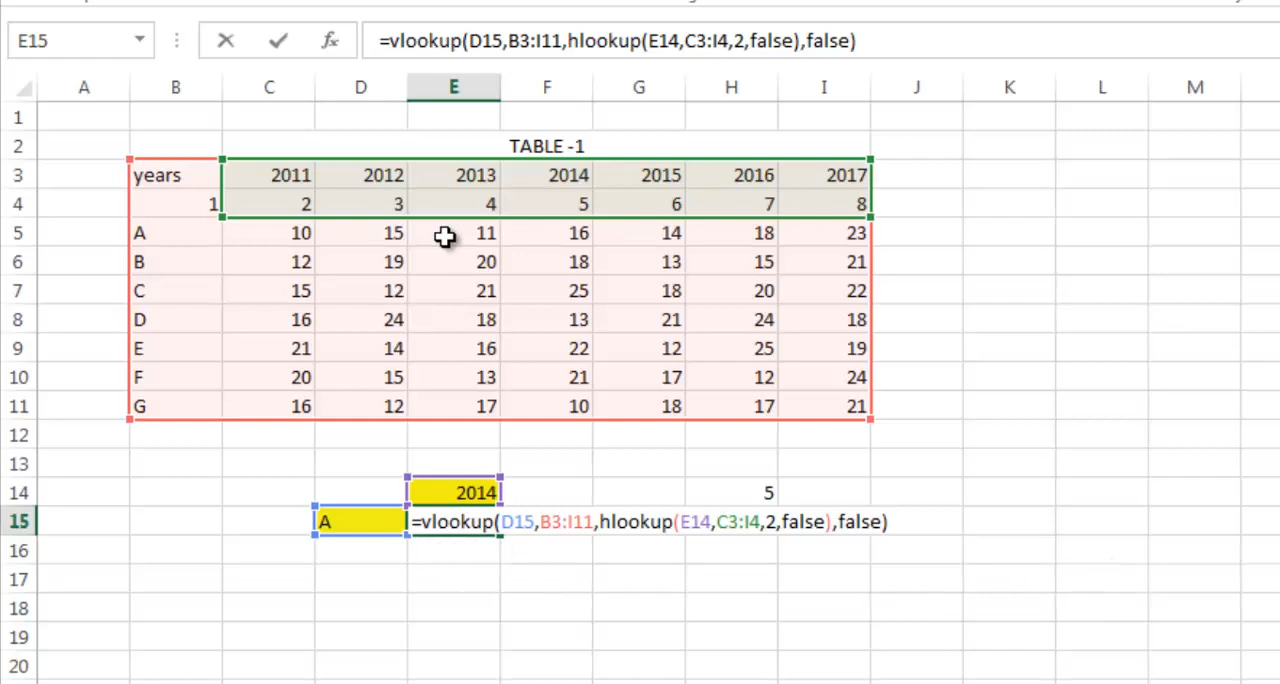 E15 fx =vlookup(D15,B3:I11,hlookup(E14,C3:I4,2,false),false)
A B C D E F G H I J K L M
1
2 TABLE -1
3 years 2011 2012 2013 2014 2015 2016 2017
4 1 2 3 4 5 6 7 8
5 A 10 15 11 16 14 18 23
6 B 12 19 20 18 13 15 21
7 C 15 12 21 25 18 20 22
8 D 16 24 18 13 21 24 18
9 E 21 14 16 22 12 25 19
10 F 20 15 13 21 17 12 24
11 G 16 12 17 10 18 17 21
12
13
14 2014 5
15 A =vlookup(D15,B3:I11,hlookup(E14,C3:I4,2,false),false)
16
17
18
19
20